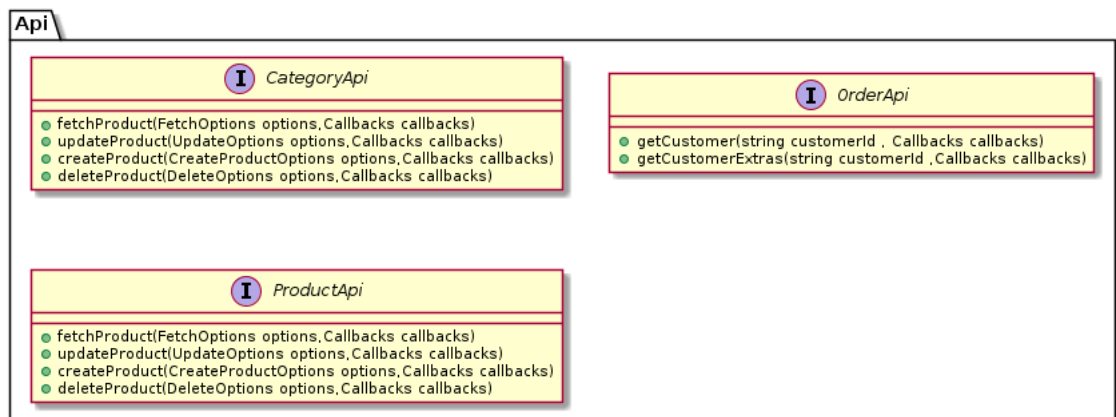 Api
I CategoryApi
fetchProduct(FetchOptions options,Callbacks callbacks)
updateProduct(UpdateOptions options,Callbacks callbacks)
createProduct(CreateProductOptions options,Callbacks callbacks)
deleteProduct(DeleteOptions options,Callbacks callbacks)
I OrderApi
getCustomer(string customerId , Callbacks callbacks)
getCustomerExtras(string customerId ,Callbacks callbacks)
I ProductApi
fetchProduct(FetchOptions options,Callbacks callbacks)
updateProduct(UpdateOptions options,Callbacks callbacks)
createProduct(CreateProductOptions options,Callbacks callbacks)
deleteProduct(DeleteOptions options,Callbacks callbacks)